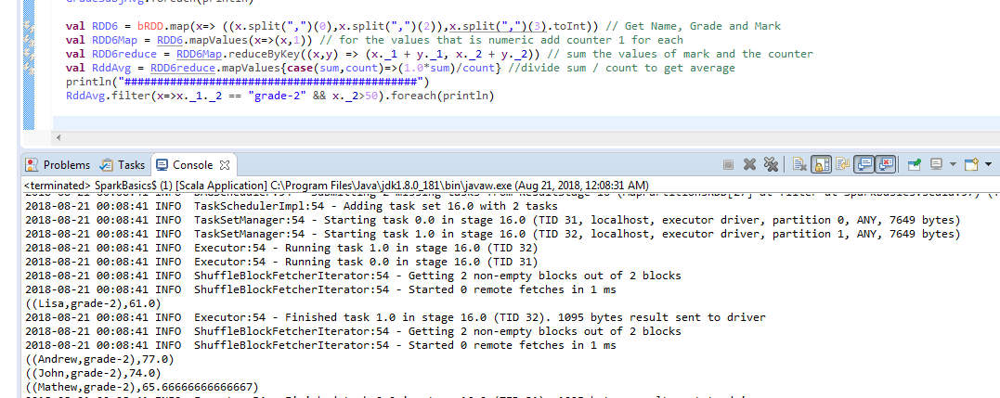 val RDD6 = bRDD.map(x=> ((x.split(",")(0),x.split(",")(2)),x.split(",")(3).toInt)) // Get Name, Grade and Mark
val RDD6Map = RDD6.mapValues(x=>(x,1)) // for the values that is numeric add counter 1 for each
val RDD6reduce = RDD6Map.reduceByKey((x,y) => (x._1 + y._1, x._2 + y._2)) // sum the values of mark and the counter
val RddAvg = RDD6reduce.mapValues{case(sum,count)=>(1.0*sum)/count} //divide sum / count to get average
println("#############################################")
RddAvg.filter(x=>x._1._2 == "grade-2" && x._2>50).foreach(println)
Problems Tasks Console
<terminated> SparkBasics$ (1) [Scala Application] C:\Program Files\Java\jdk1.8.0_181\bin\javaw.exe (Aug 21, 2018, 12:08:31 AM)
2018-08-21 00:08:41 INFO TaskSchedulerImpl:54 - Adding task set 16.0 with 2 tasks
2018-08-21 00:08:41 INFO TaskSetManager:54 - Starting task 0.0 in stage 16.0 (TID 31, localhost, executor driver, partition 0, ANY, 7649 bytes)
2018-08-21 00:08:41 INFO TaskSetManager:54 - Starting task 1.0 in stage 16.0 (TID 32, localhost, executor driver, partition 1, ANY, 7649 bytes)
2018-08-21 00:08:41 INFO Executor:54 - Running task 1.0 in stage 16.0 (TID 32)
2018-08-21 00:08:41 INFO Executor:54 - Running task 0.0 in stage 16.0 (TID 31)
2018-08-21 00:08:41 INFO ShuffleBlockFetcherIterator:54 - Getting 2 non-empty blocks out of 2 blocks
2018-08-21 00:08:41 INFO ShuffleBlockFetcherIterator:54 - Started 0 remote fetches in 1 ms
((Lisa,grade-2),61.0)
2018-08-21 00:08:41 INFO Executor:54 - Finished task 1.0 in stage 16.0 (TID 32). 1095 bytes result sent to driver
2018-08-21 00:08:41 INFO ShuffleBlockFetcherIterator:54 - Getting 2 non-empty blocks out of 2 blocks
2018-08-21 00:08:41 INFO ShuffleBlockFetcherIterator:54 - Started 0 remote fetches in 1 ms
((Andrew,grade-2),77.0)
((John,grade-2),74.0)
((Mathew,grade-2),65.66666666666667)